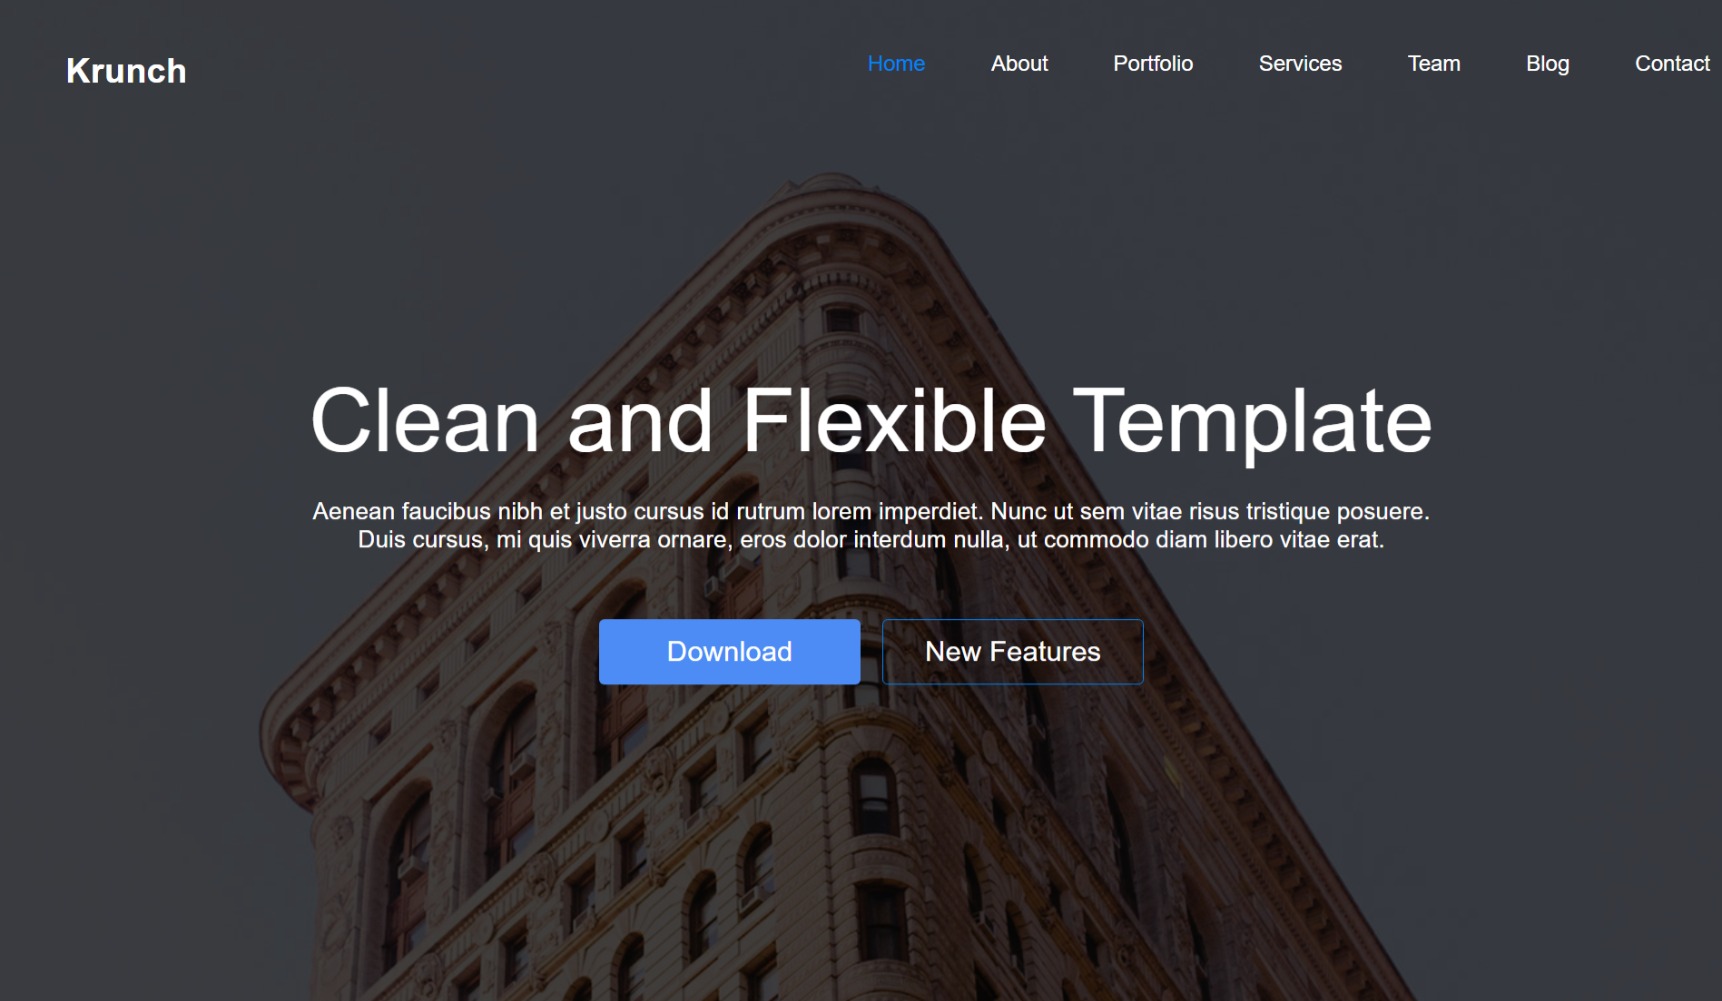 Krunch
Home About Portfolio Services Team Blog Contact
Clean and Flexible Template
Aenean faucibus nibh et justo cursus id rutrum lorem imperdiet. Nunc ut sem vitae risus tristique posuere.
Duis cursus, mi quis viverra ornare, eros dolor interdum nulla, ut commodo diam libero vitae erat.
Download New Features